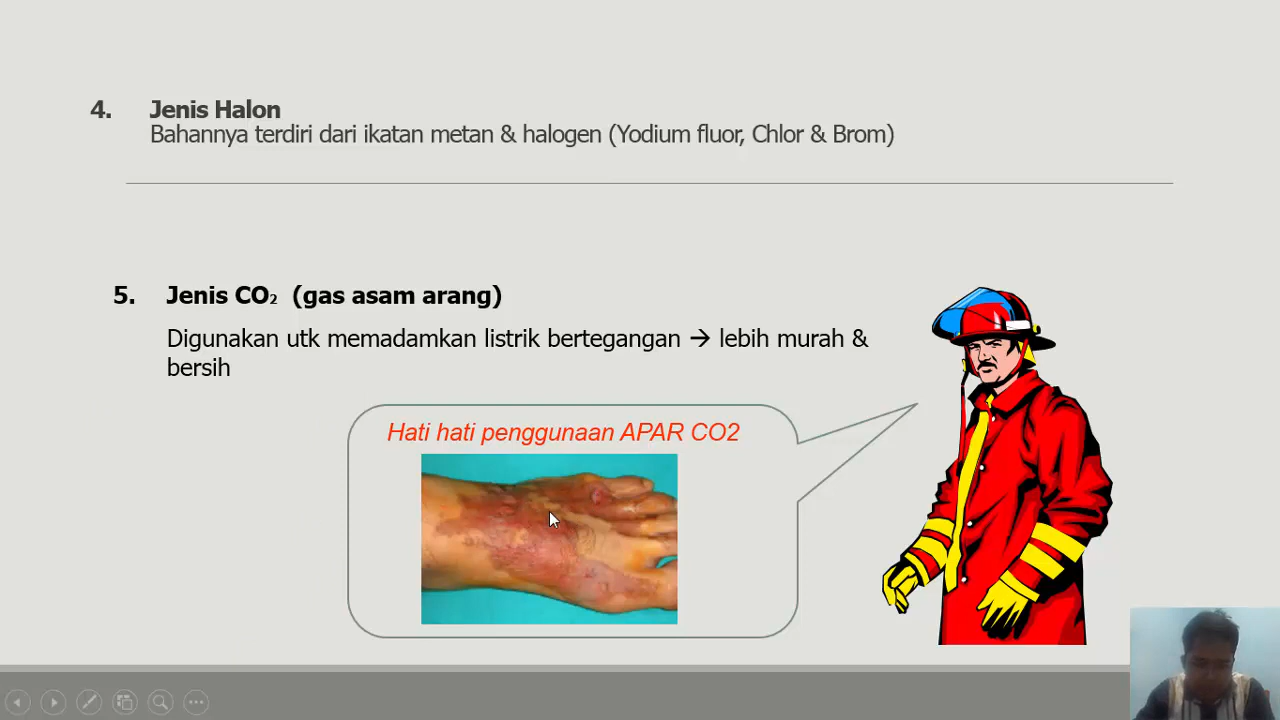 4. Jenis Halon
Bahannya terdiri dari ikatan metan & halogen (Yodium fluor, Chlor & Brom)
5. Jenis CO₂ (gas asam arang)
Digunakan utk memadamkan listrik bertegangan → lebih murah &
bersih
Hati hati penggunaan APAR CO2